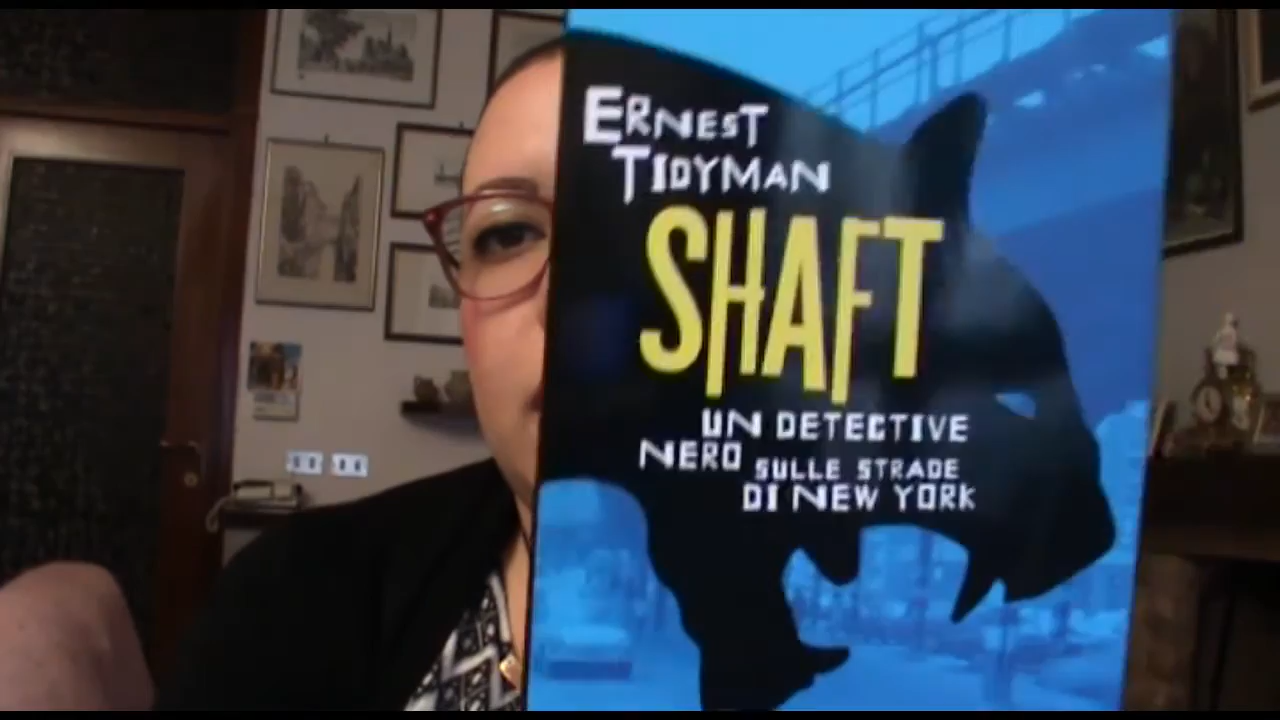 ERNEST
TIDYMAN
SHAFT
UN DETECTIVE
NERO SULLE STRADE
DI NEW YORK